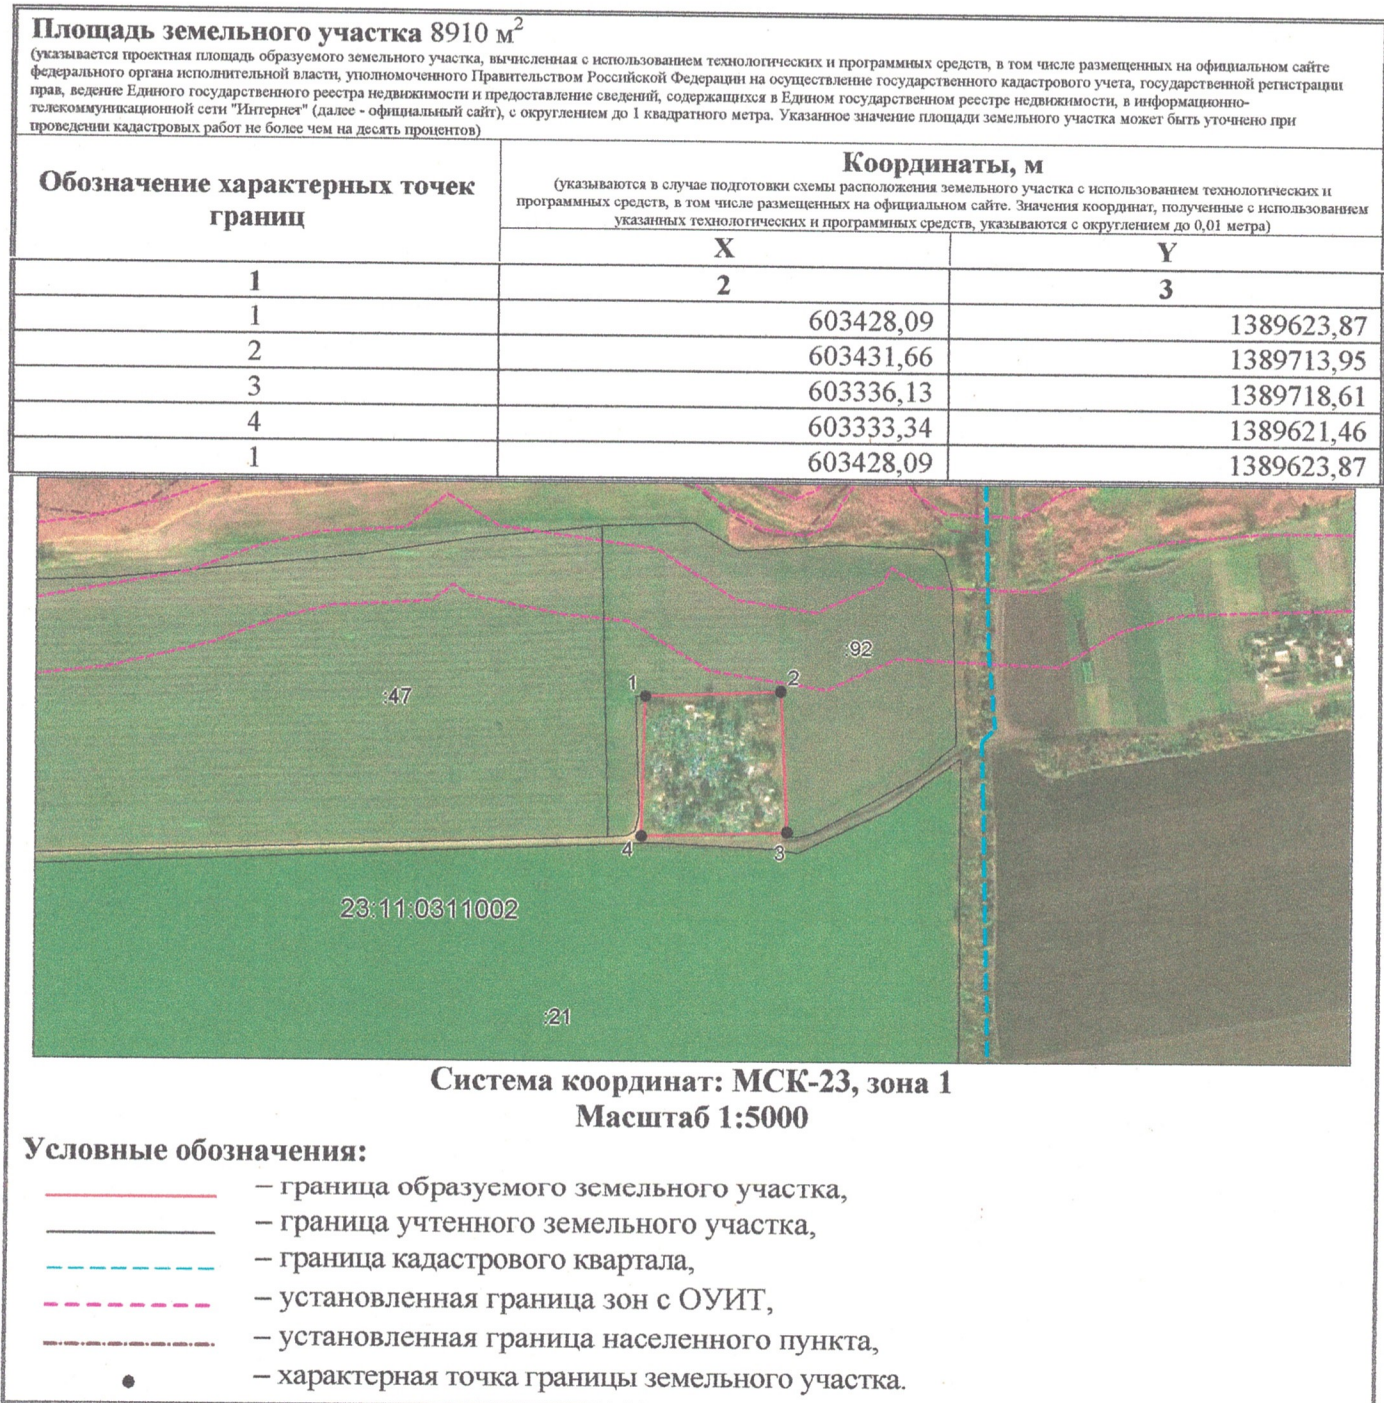 Площадь земельного участка 8910 м²
(указывается проектная площадь образуемого земельного участка, вычисленная с использованием технологических и программных средств, в том числе размещенных на официальном сайте
федерального органа исполнительной власти, уполномоченного Правительством Российской Федерации на осуществление государственного кадастрового учета, государственной регистрации
прав, ведение Единого государственного реестра недвижимости и предоставление сведений, содержащихся в Едином государственном реестре недвижимости, в информационно-
телекоммуникационной сети "Интернет" (далее - официальный сайт), с округлением до 1 квадратного метра. Указанное значение площади земельного участка может быть уточнено при
проведении кадастровых работ не более чем на десять процентов)
Обозначение характерных точек
границ
Координаты, м
(указываются в случае подготовки схемы расположения земельного участка с использованием технологических и
программных средств, в том числе размещенных на официальном сайте. Значения координат, полученные с использованием
указанных технологических и программных средств, указываются с округлением до 0,01 метра)
X Y
1 2 3
1 603428,09 1389623,87
2 603431,66 1389713,95
3 603336,13 1389718,61
4 603333,34 1389621,46
1 603428,09 1389623,87
:92
1 2
:47
4 3
23:11:0311002
:21
Система координат: МСК-23, зона 1
Масштаб 1:5000
Условные обозначения:
– граница образуемого земельного участка,
– граница учтенного земельного участка,
– граница кадастрового квартала,
– установленная граница зон с ОУИТ,
– установленная граница населенного пункта,
– характерная точка границы земельного участка.